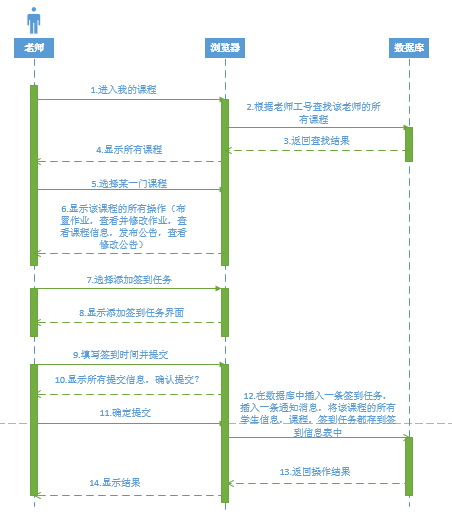 老师
浏览器
数据库
1.进入我的课程
2.根据老师工号查找该老师的所
有课程
3.返回查找结果
4.显示所有课程
5.选择某一门课程
6.显示该课程的所有操作（布
置作业，查看并修改作业，查
看课程信息，发布公告，查看
修改公告）
7.选择添加签到任务
8.显示添加签到任务界面
9.填写签到时间并提交
10.显示所有提交信息，确认提交？
11.确定提交
12.在数据库中插入一条签到任务，
插入一条通知消息，将该课程的所有
学生信息，课程，签到任务都存到签
到信息表中
13.返回操作结果
14.显示结果